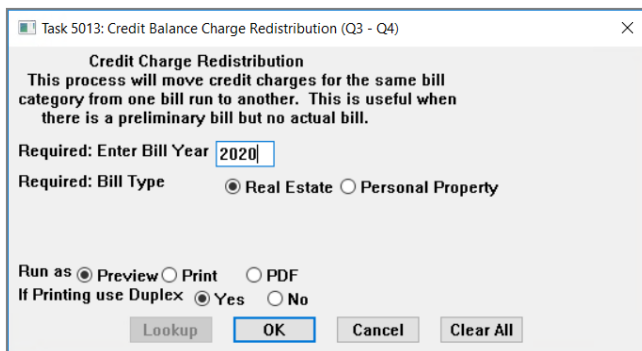 Task 5013: Credit Balance Charge Redistribution (Q3 - Q4)
Credit Charge Redistribution
This process will move credit charges for the same bill
category from one bill run to another. This is useful when
there is a preliminary bill but no actual bill.
Required: Enter Bill Year 2020
Required: Bill Type Real Estate Personal Property
Run as Preview Print PDF
If Printing use Duplex Yes No
Lookup OK Cancel Clear All